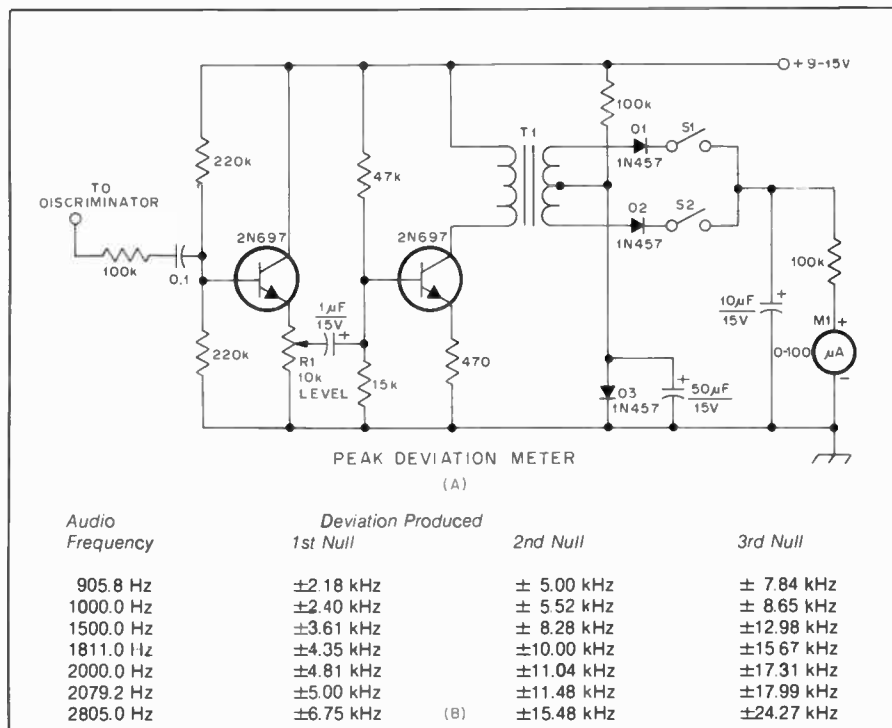 +9-15V
100k
T1
D1
S1
1N457
220k
47k
TO
DISCRIMINATOR
2N697
2N697
D2
S2
1N457
100k
0.1
1µF
15V
100k
10µF
15V
M1
+
0-100
µA
-
220k
R1
10k
LEVEL
15k
470
D3
1N457
50µF
15V
PEAK DEVIATION METER
(A)
Audio Frequency Deviation Produced
1st Null 2nd Null 3rd Null
905.8 Hz ±2.18 kHz ± 5.00 kHz ± 7.84 kHz
1000.0 Hz ±2.40 kHz ± 5.52 kHz ± 8.65 kHz
1500.0 Hz ±3.61 kHz ± 8.28 kHz ±12.98 kHz
1811.0 Hz ±4.35 kHz ±10.00 kHz ±15 67 kHz
2000.0 Hz ±4.81 kHz ±11.04 kHz ±17.31 kHz
2079.2 Hz ±5.00 kHz ±11.48 kHz ±17.99 kHz
2805.0 Hz ±6.75 kHz (B) ±15.48 kHz ±24.27 kHz